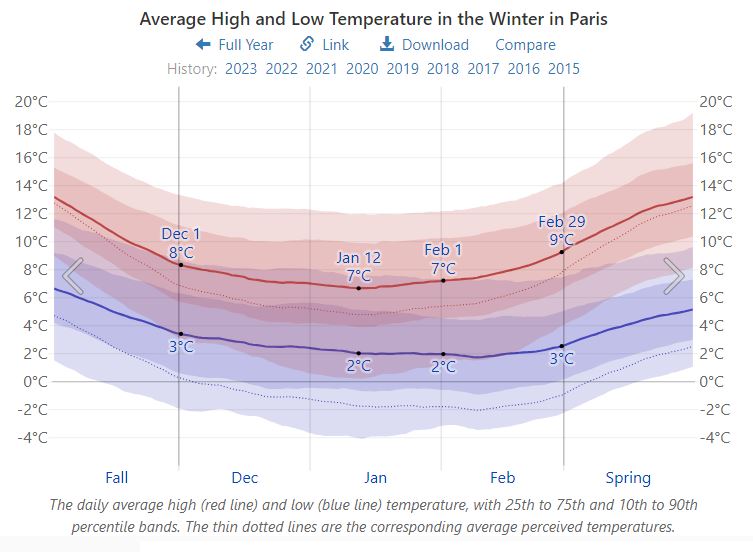 Average High and Low Temperature in the Winter in Paris
Full Year Link Download Compare
History: 2023 2022 2021 2020 2019 2018 2017 2016 2015
20°C 20°C
18°C 18°C
16°C 16°C
14°C 14°C
12°C 12°C
10°C 10°C
8°C 8°C
6°C 6°C
4°C 4°C
2°C 2°C
0°C 0°C
-2°C -2°C
-4°C -4°C
Dec 1
8°C
Jan 12
7°C
Feb 1
7°C
Feb 29
9°C
3°C
2°C
2°C
3°C
Fall Dec Jan Feb Spring
The daily average high (red line) and low (blue line) temperature, with 25th to 75th and 10th to 90th
percentile bands. The thin dotted lines are the corresponding average perceived temperatures.